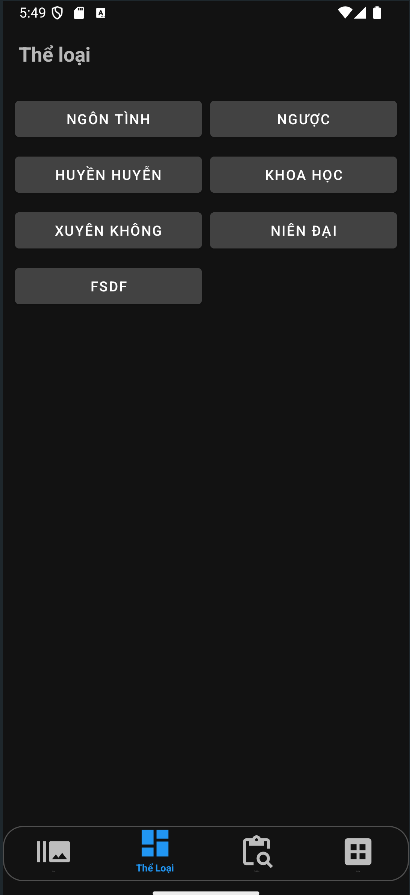 5:49
Thể loại
NGÔN TÌNH
NGƯỢC
HUYỀN HUYỄN
KHOA HỌC
XUYÊN KHÔNG
NIÊN ĐẠI
FSDF
Thể Loại